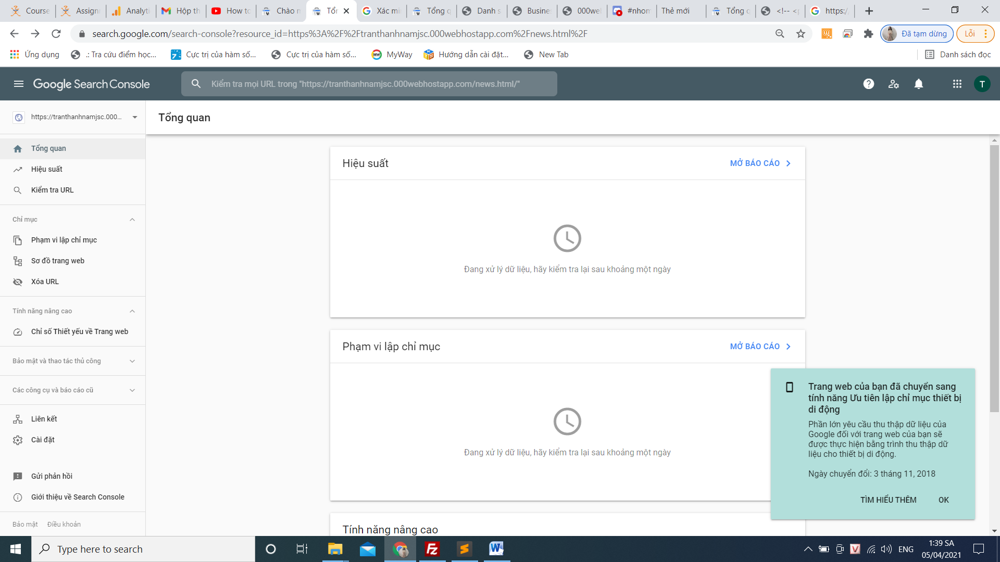 Course
Assign
Analyti
Hộp th
How to
Chào n
Tổn
Xác mi
Tổng q
Danh s
Busine
000we
#nhom
Thẻ mới
Tổng q
<!-- <p
https:/
search.google.com/search-console?resource_id=https%3A%2F%2Ftranthanhnamjsc.000webhostapp.com%2Fnews.html%2F
Đã tạm dừng
Lỗi
Ứng dụng
.: Tra cứu điểm học...
Cực trị của hàm số...
Cực trị của hàm số...
MyWay
Hướng dẫn cài đặt...
New Tab
Danh sách đọc
Google Search Console
Kiểm tra mọi URL trong "https://tranthanhnamjsc.000webhostapp.com/news.html/"
T
https://tranthanhnamjsc.000...
Tổng quan
Tổng quan
Hiệu suất
Kiểm tra URL
Chỉ mục
Phạm vi lập chỉ mục
Sơ đồ trang web
Xóa URL
Tính năng nâng cao
Chỉ số Thiết yếu về Trang web
Bảo mật và thao tác thủ công
Các công cụ và báo cáo cũ
Liên kết
Cài đặt
Gửi phản hồi
Giới thiệu về Search Console
Bảo mật Điều khoản
Hiệu suất
MỞ BÁO CÁO
Đang xử lý dữ liệu, hãy kiểm tra lại sau khoảng một ngày
Phạm vi lập chỉ mục
MỞ BÁO CÁO
Đang xử lý dữ liệu, hãy kiểm tra lại sau khoảng một ngày
Tính năng nâng cao
Trang web của bạn đã chuyển sang
tính năng Ưu tiên lập chỉ mục thiết bị
di động
Phần lớn yêu cầu thu thập dữ liệu của
Google đối với trang web của bạn sẽ
được thực hiện bằng trình thu thập dữ
liệu cho thiết bị di động.
Ngày chuyển đổi: 3 tháng 11, 2018
TÌM HIỂU THÊM
OK
Type here to search
ENG
1:39 SA
05/04/2021